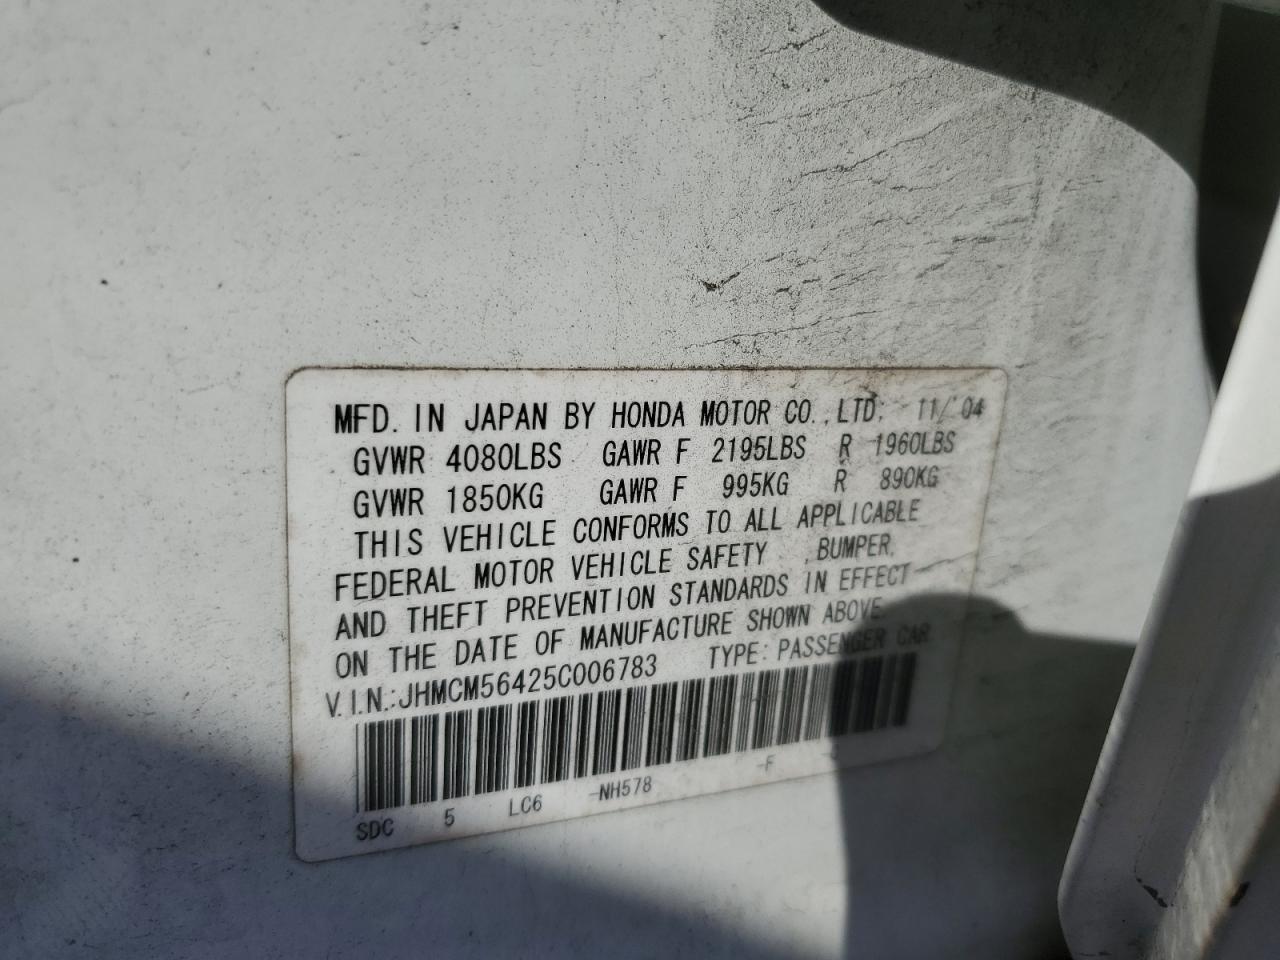 MFD. IN JAPAN BY HONDA MOTOR CO.,LTD; 11/'04
GVWR 4080LBS GAWR F 2195LBS R 1960LBS
GVWR 1850KG GAWR F 995KG R 890KG
THIS VEHICLE CONFORMS TO ALL APPLICABLE
FEDERAL MOTOR VEHICLE SAFETY ,BUMPER,
AND THEFT PREVENTION STANDARDS IN EFFECT
ON THE DATE OF MANUFACTURE SHOWN ABOVE.
V.I.N.:JHMCM56425C006783 TYPE: PASSENGER CAR
SDC 5 LC6 -NH578 -F -